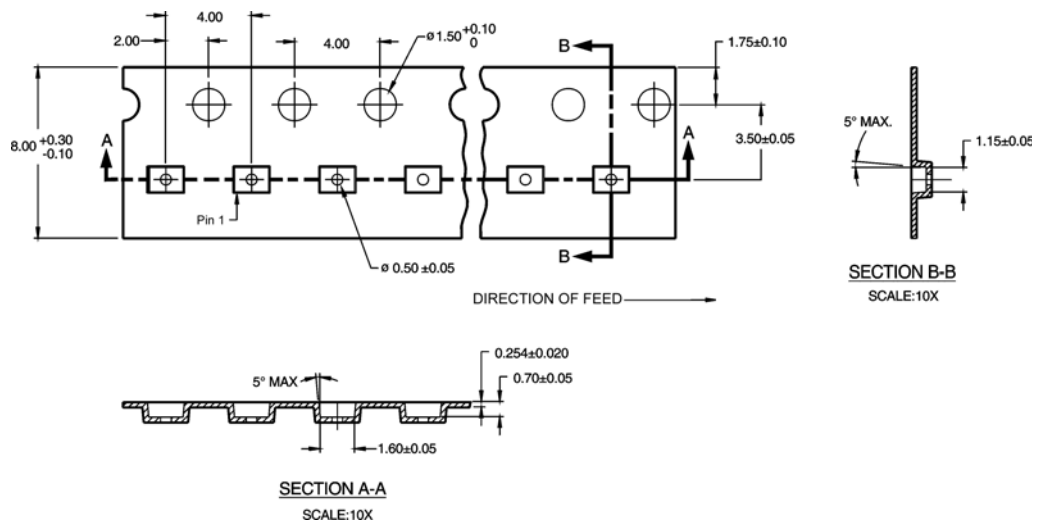 4.00
2.00
4.00
ø1.50 +0.10
0
B
1.75±0.10
8.00 +0.30
-0.10
A
A
3.50±0.05
5° MAX.
1.15±0.05
Pin 1
B
ø 0.50 ±0.05
SECTION B-B
SCALE:10X
DIRECTION OF FEED
0.254±0.020
5° MAX
0.70±0.05
1.60±0.05
SECTION A-A
SCALE:10X